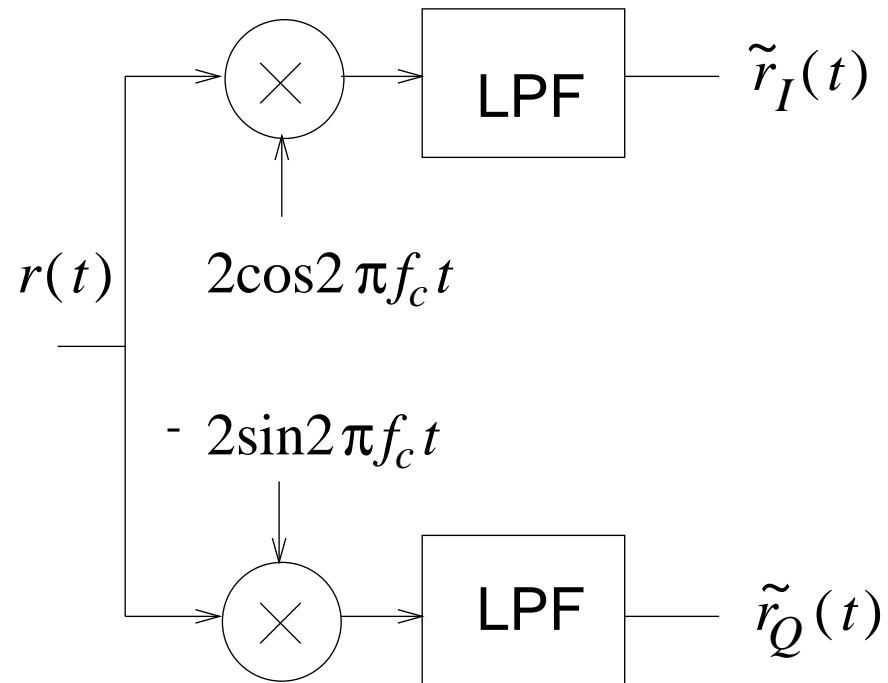 LPF
r̃_I(t)
2cos2πf_c t
r(t)
- 2sin2πf_c t
LPF
r̃_Q(t)